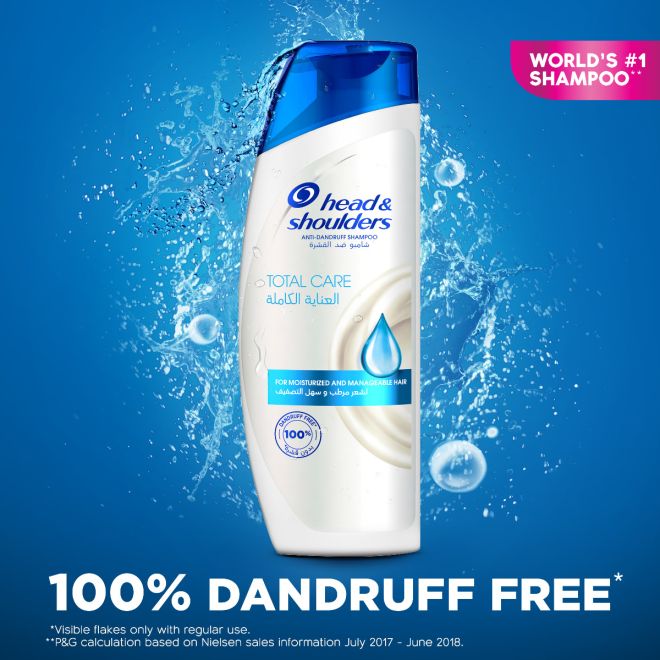 WORLD'S #1
SHAMPOO**
head &
shoulders
ANTI-DANDRUFF SHAMPOO
شامبو ضد القشرة
TOTAL CARE
العناية الكاملة
FOR MOISTURIZED AND MANAGEABLE HAIR
لشعر مرطب و سهل التصفيف
DANDRUFF FREE*
100%
بدون قشرة*
100% DANDRUFF FREE*
*Visible flakes only with regular use.
**P&G calculation based on Nielsen sales information July 2017 - June 2018.